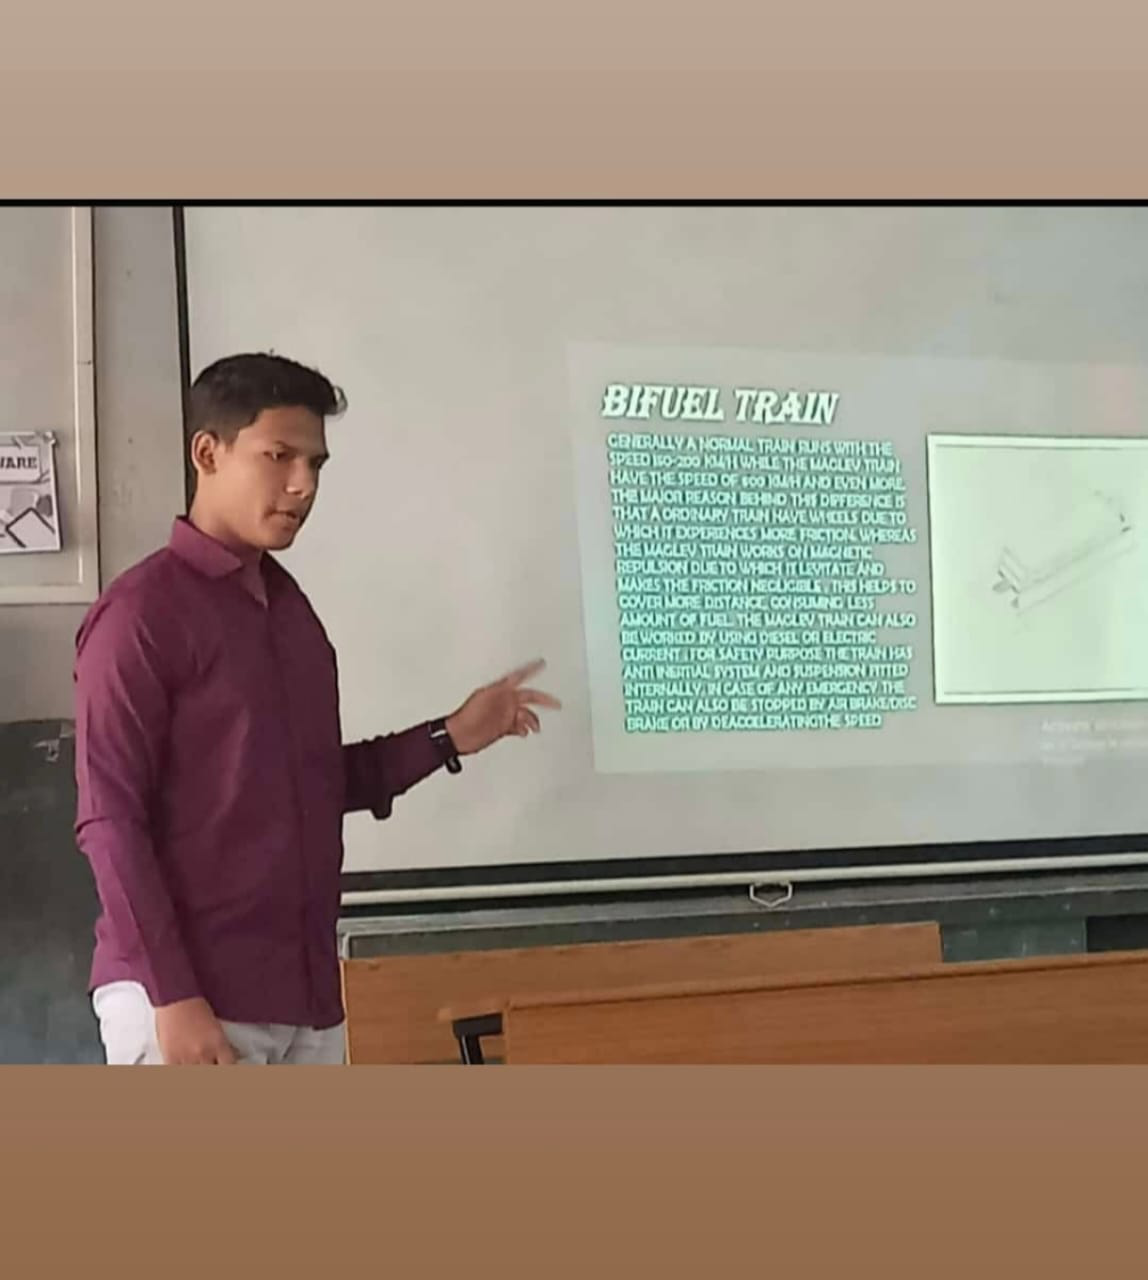 WARE
BIFUEL TRAIN
GENERALLY A NORMAL TRAIN RUNS WITH THE
SPEED 150-200 KM/H WHILE THE MAGLEV TRAIN
HAVE THE SPEED OF 500 KM/H AND EVEN MORE.
THE MAJOR REASON BEHIND THIS DIFFERENCE IS
THAT A ORDINARY TRAIN HAVE WHEELS DUE TO
WHICH IT EXPERIENCES MORE FRICTION, WHEREAS
THE MAGLEV TRAIN WORKS ON MAGNETIC
REPULSION DUE TO WHICH IT LEVITATE AND
MAKES THE FRICTION NEGLIGIBLE. THIS HELPS TO
COVER MORE DISTANCE, CONSUMING LESS
AMOUNT OF FUEL. THE MAGLEV TRAIN CAN ALSO
BE WORKED BY USING DIESEL OR ELECTRIC
CURRENT. FOR SAFETY PURPOSE THE TRAIN HAS
ANTI INERTIAL SYSTEM AND SUSPENSION FITTED
INTERNALLY. IN CASE OF ANY EMERGENCY THE
TRAIN CAN ALSO BE STOPPED BY AIR BRAKE/DISC
BRAKE OR BY DEACCELERATINGTHE SPEED